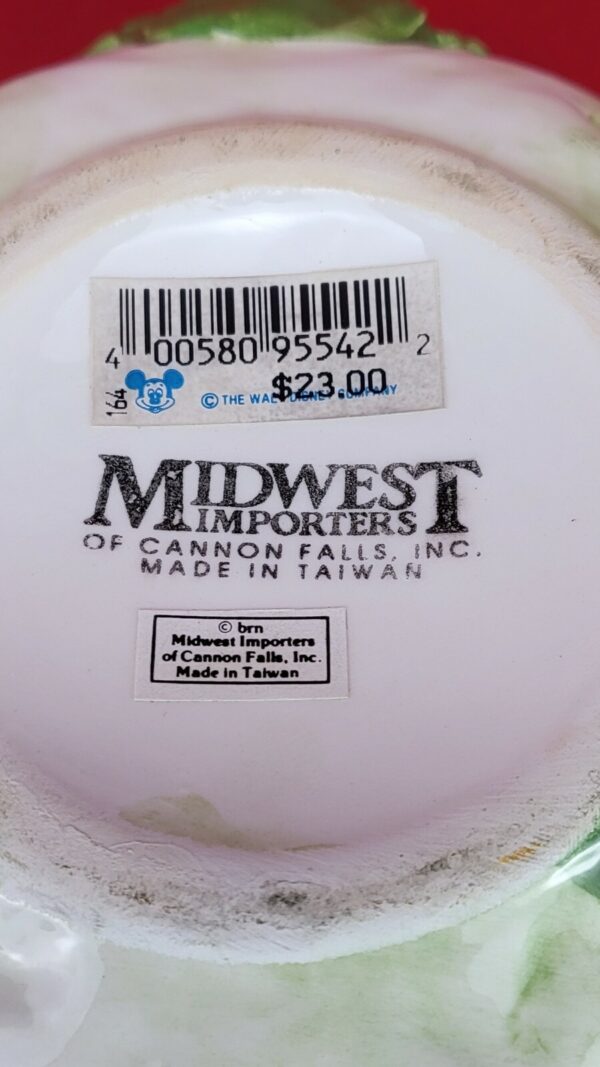 4 00580 95542 2
164
$23.00
© THE WALT DISNEY COMPANY
MIDWEST
IMPORTERS
OF CANNON FALLS, INC.
MADE IN TAIWAN
© brn
Midwest Importers
of Cannon Falls, Inc.
Made in Taiwan